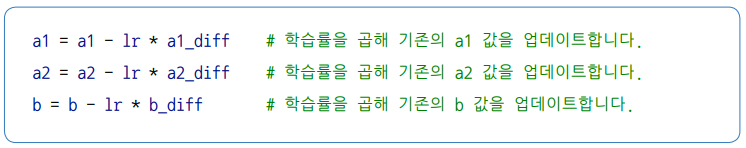 a1 = a1 - lr * a1_diff    # 학습률을 곱해 기존의 a1 값을 업데이트합니다.
a2 = a2 - lr * a2_diff    # 학습률을 곱해 기존의 a2 값을 업데이트합니다.
b = b - lr * b_diff       # 학습률을 곱해 기존의 b 값을 업데이트합니다.